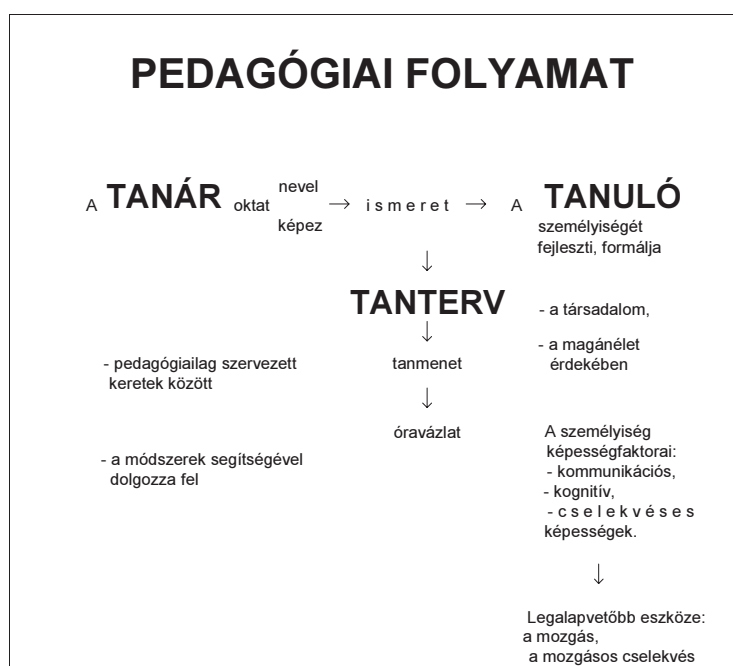 PEDAGÓGIAI FOLYAMAT
A TANÁR oktat nevel képez → i s m e r e t → A TANULÓ
személyiségét
fejleszti, formálja
↓
TANTERV
- a társadalom,
- a magánélet
érdekében
↓
- pedagógiailag szervezett
keretek között
tanmenet
↓
óravázlat
- a módszerek segítségével
dolgozza fel
A személyiség
képességfaktorai:
- kommunikációs,
- kognitív,
- c s e l e k v é s e s
képességek.
↓
Legalapvetőbb eszköze:
a mozgás,
a mozgásos cselekvés